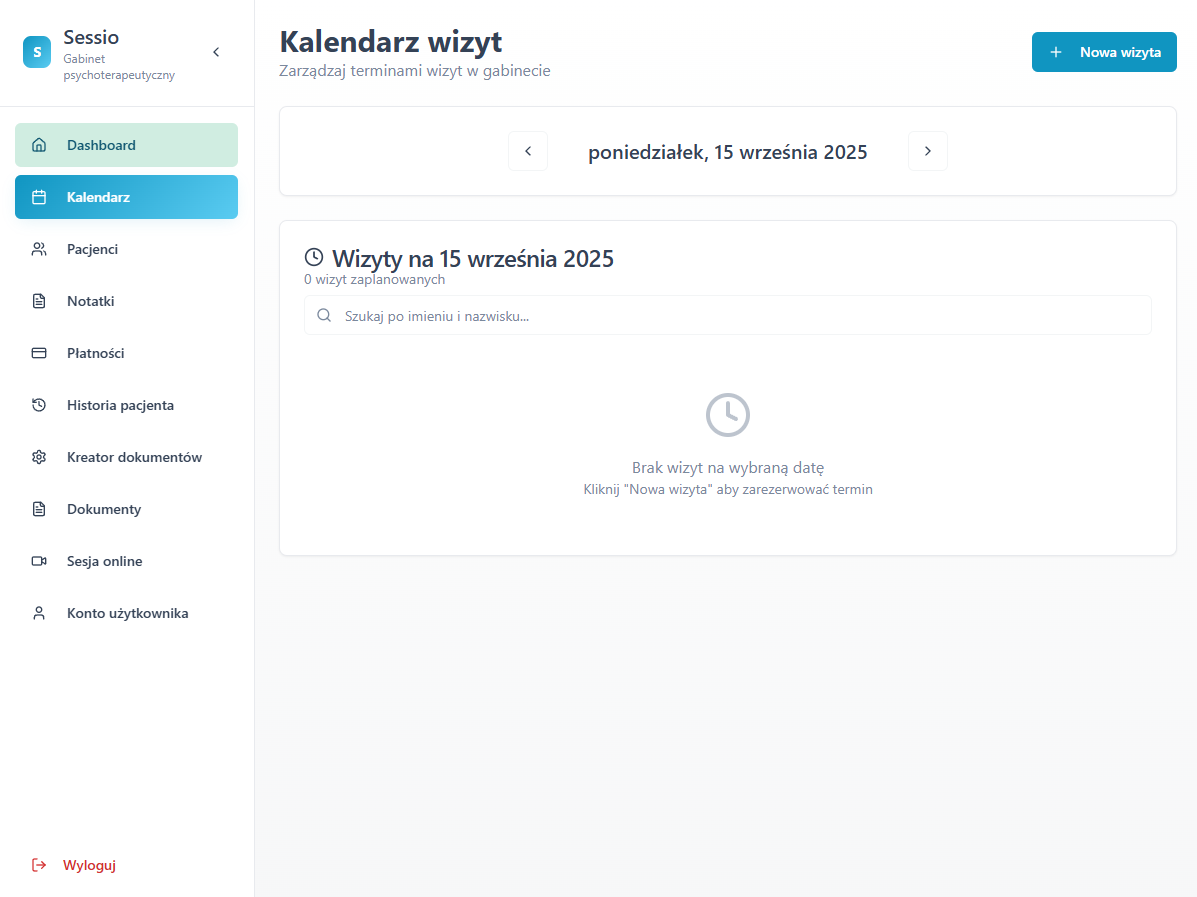 S
Sessio
Gabinet
psychoterapeutyczny
Dashboard
Kalendarz
Pacjenci
Notatki
Płatności
Historia pacjenta
Kreator dokumentów
Dokumenty
Sesja online
Konto użytkownika
Wyloguj
Kalendarz wizyt
Zarządzaj terminami wizyt w gabinecie
Nowa wizyta
poniedziałek, 15 września 2025
Wizyty na 15 września 2025
0 wizyt zaplanowanych
Szukaj po imieniu i nazwisku...
Brak wizyt na wybraną datę
Kliknij "Nowa wizyta" aby zarezerwować termin